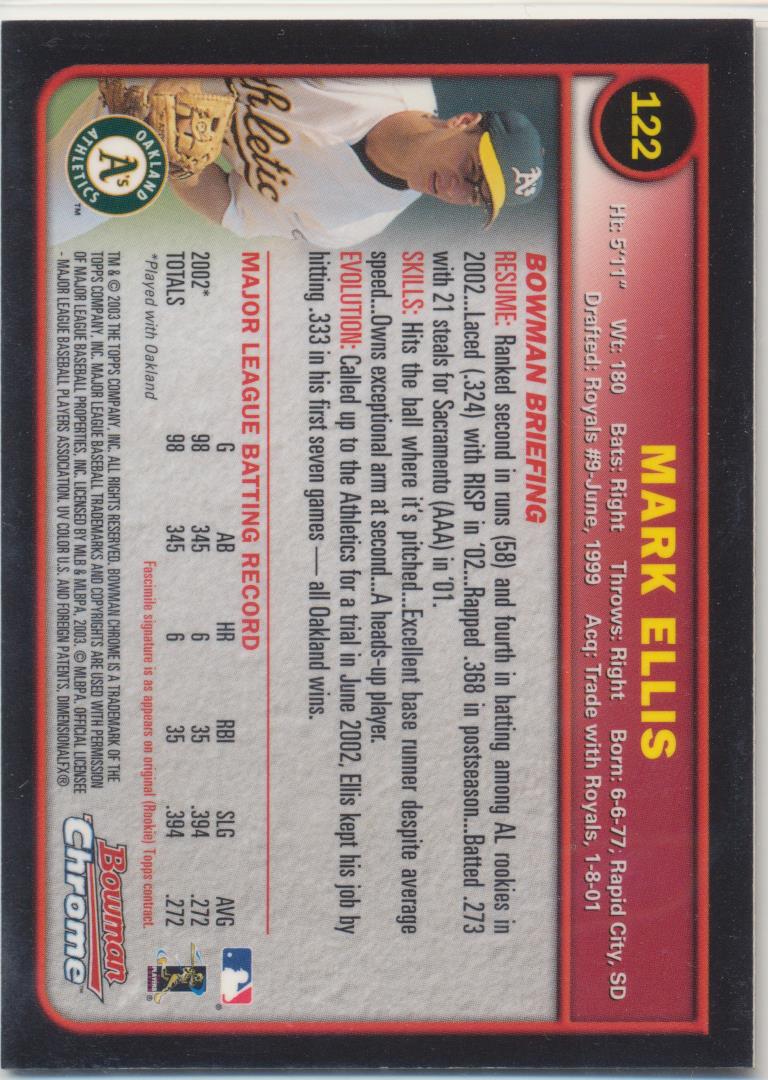 122
MARK ELLIS
Ht: 5'11" Wt: 180 Bats: Right Throws: Right Born: 6-6-77; Rapid City, SD
Drafted: Royals #9-June, 1999 Acq: Trade with Royals, 1-8-01
A's
thletic
OAKLAND
A's
ATHLETICS
TM
BOWMAN BRIEFING
RESUME: Ranked second in runs (58) and fourth in batting among AL rookies in
2002...Laced (.324) with RISP in '02...Rapped .368 in postseason...Batted .273
with 21 steals for Sacramento (AAA) in '01.
SKILLS: Hits the ball where it's pitched...Excellent base runner despite average
speed...Owns exceptional arm at second...A heads-up player.
EVOLUTION: Called up to the Athletics for a trial in June 2002, Ellis kept his job by
hitting .333 in his first seven games — all Oakland wins.
MAJOR LEAGUE BATTING RECORD
G AB HR RBI SLG AVG
2002* 98 345 6 35 .394 .272
TOTALS 98 345 6 35 .394 .272
*Played with Oakland
Fascimile signature is as appears on original (Rookie) Topps contract.
TM & © 2003 THE TOPPS COMPANY, INC. ALL RIGHTS RESERVED. BOWMAN CHROME IS A TRADEMARK OF THE
TOPPS COMPANY, INC. MAJOR LEAGUE BASEBALL TRADEMARKS AND COPYRIGHTS ARE USED WITH PERMISSION
OF MAJOR LEAGUE BASEBALL PROPERTIES, INC. LICENSED BY MLB & MLBPA, 2003. © MLBPA. OFFICIAL LICENSEE
- MAJOR LEAGUE BASEBALL PLAYERS ASSOCIATION. UV COLOR U.S. AND FOREIGN PATENTS, DIMENSIONALFX®
®
PLAYERS
®
Bowman
Chrome™